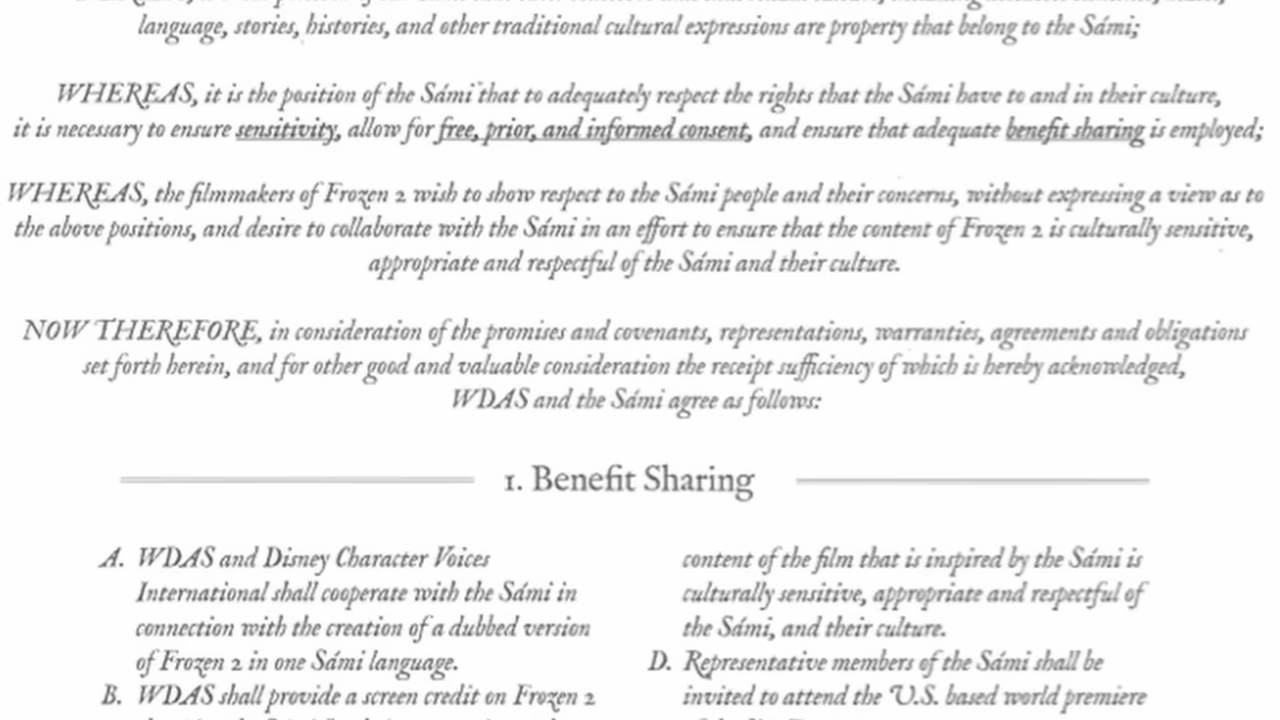 language, stories, histories, and other traditional cultural expressions are property that belong to the Sámi;
WHEREAS, it is the position of the Sámi that to adequately respect the rights that the Sámi have to and in their culture,
it is necessary to ensure sensitivity, allow for free, prior, and informed consent, and ensure that adequate benefit sharing is employed;
WHEREAS, the filmmakers of Frozen 2 wish to show respect to the Sámi people and their concerns, without expressing a view as to
the above positions, and desire to collaborate with the Sámi in an effort to ensure that the content of Frozen 2 is culturally sensitive,
appropriate and respectful of the Sámi and their culture.
NOW THEREFORE, in consideration of the promises and covenants, representations, warranties, agreements and obligations
set forth herein, and for other good and valuable consideration the receipt sufficiency of which is hereby acknowledged,
WDAS and the Sámi agree as follows:
1. Benefit Sharing
A. WDAS and Disney Character Voices
International shall cooperate with the Sámi in
connection with the creation of a dubbed version
of Frozen 2 in one Sámi language.
B. WDAS shall provide a screen credit on Frozen 2
content of the film that is inspired by the Sámi is
culturally sensitive, appropriate and respectful of
the Sámi, and their culture.
D. Representative members of the Sámi shall be
invited to attend the U.S. based world premiere